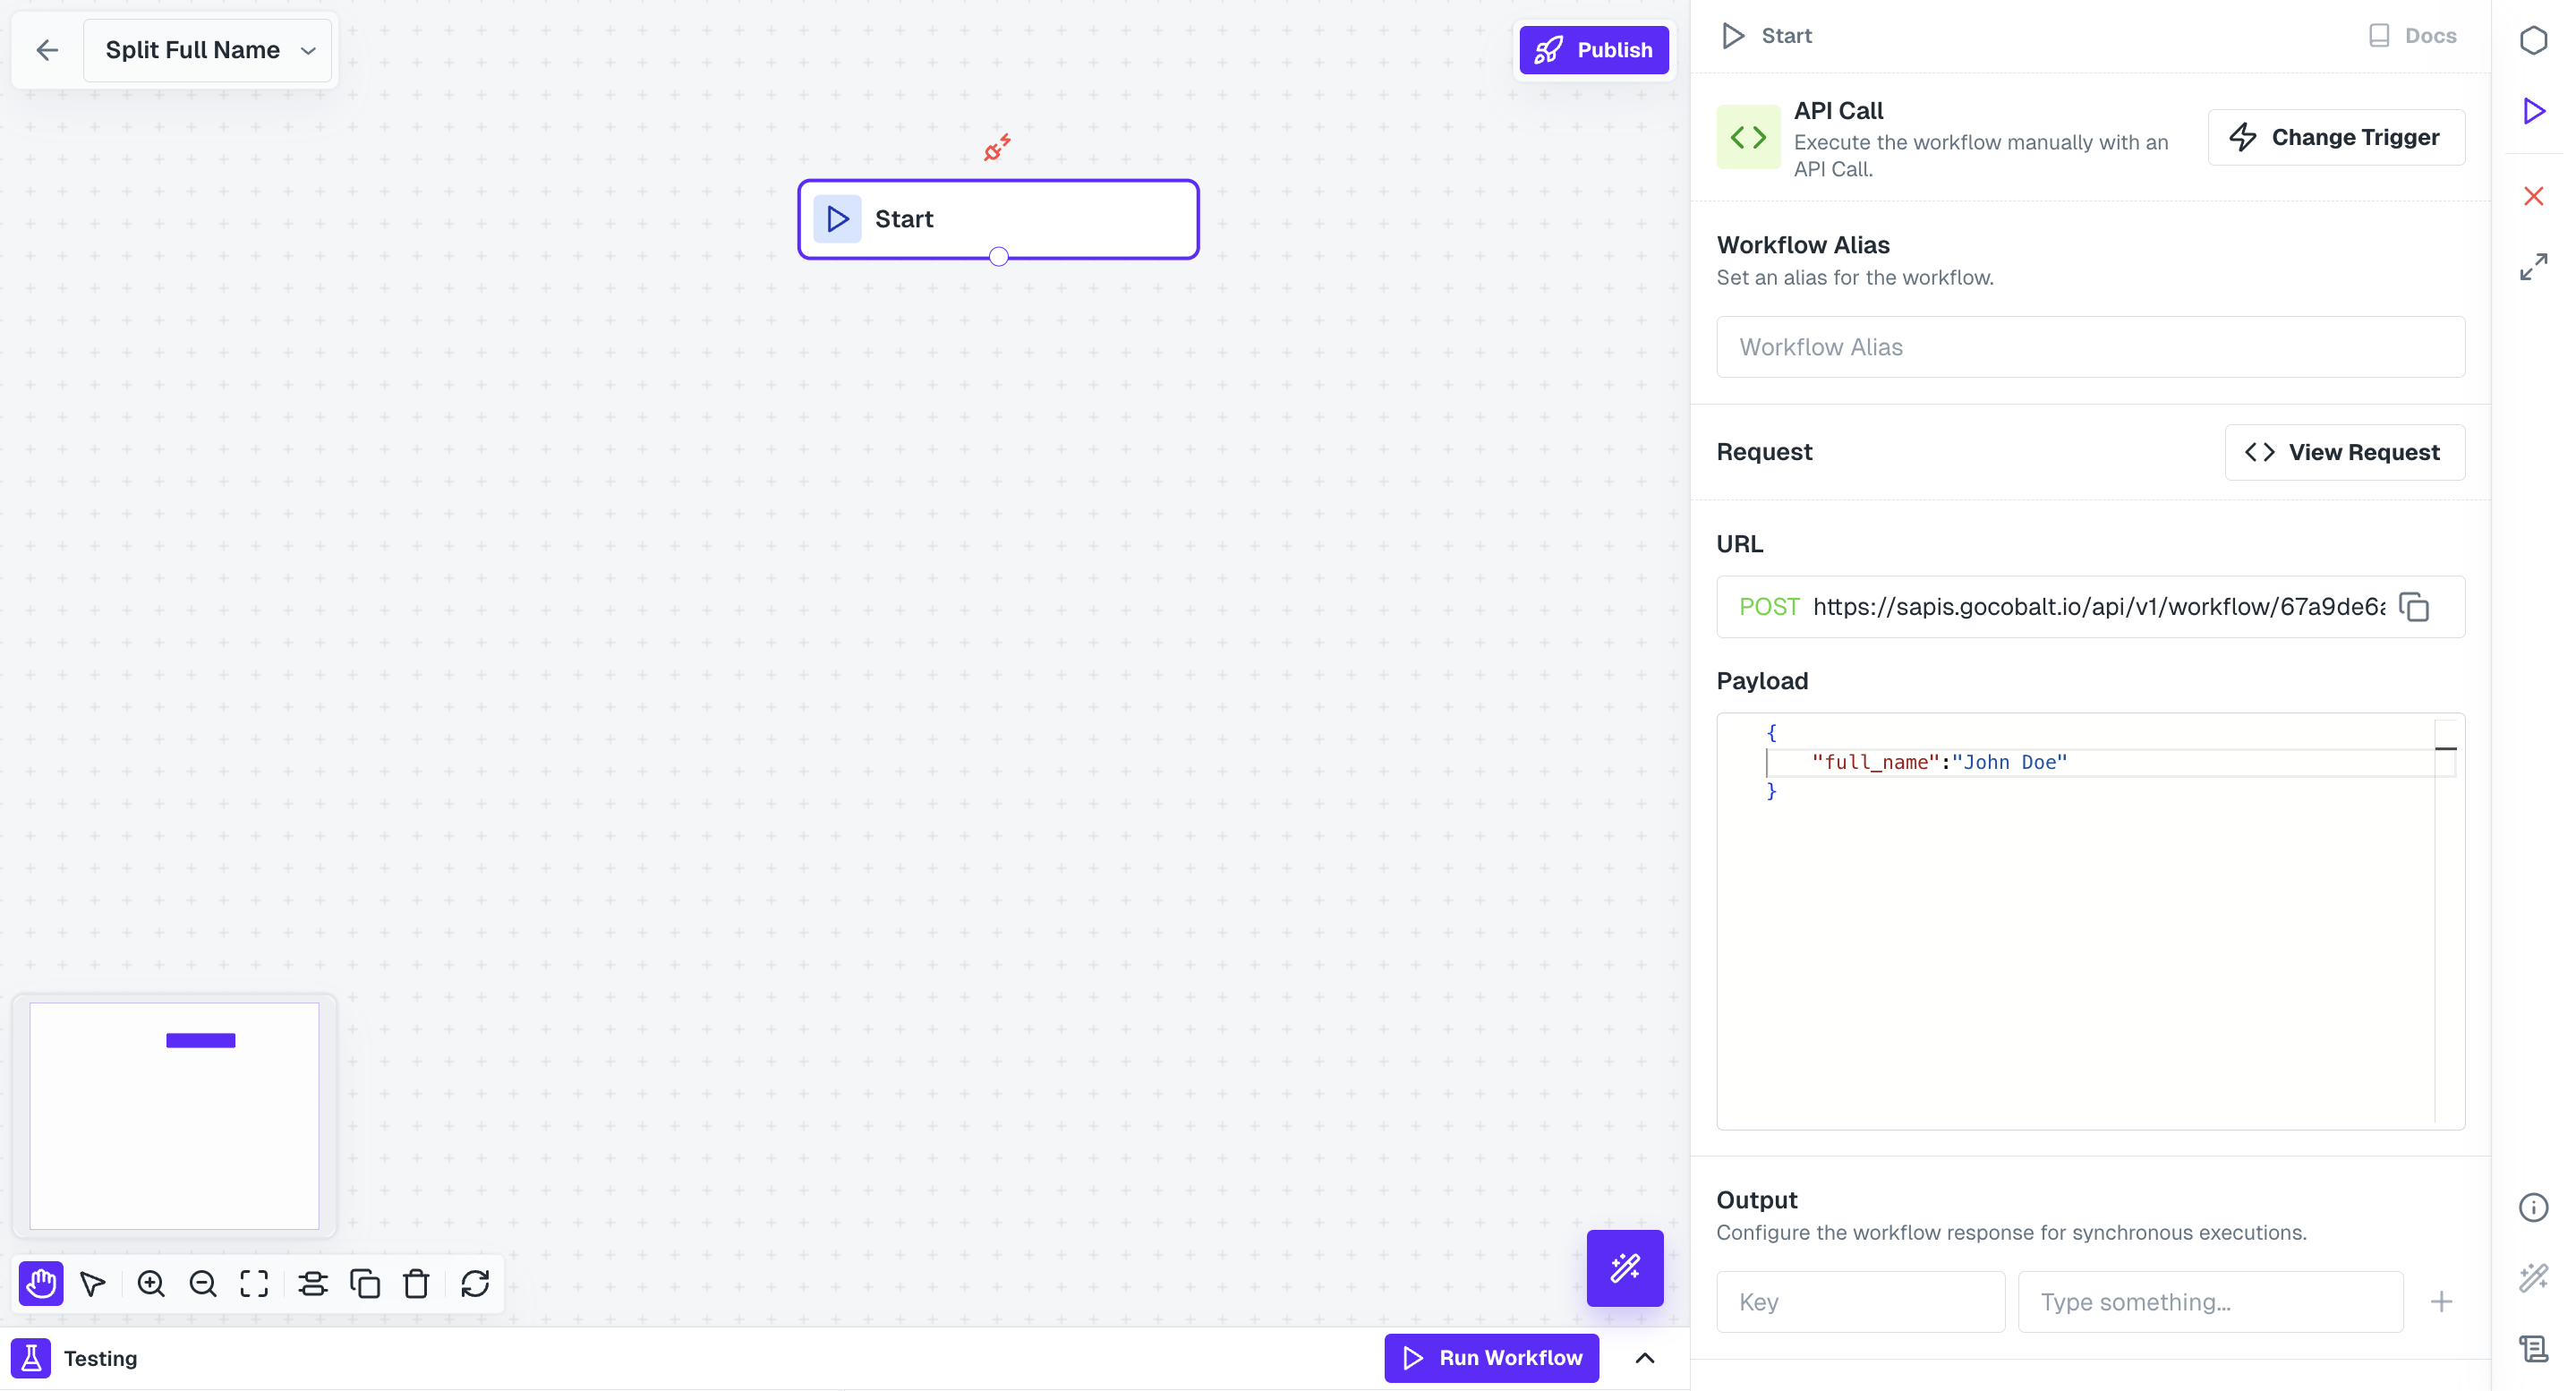 Split Full Name
Publish
Start
Testing
Run Workflow
Start
Docs
API Call
Execute the workflow manually with an
API Call.
Change Trigger
Workflow Alias
Set an alias for the workflow.
Workflow Alias
Request
View Request
URL
POST https://sapis.gocobalt.io/api/v1/workflow/67a9de6
Payload
{
"full_name":"John Doe"
}
Output
Configure the workflow response for synchronous executions.
Key
Type something...